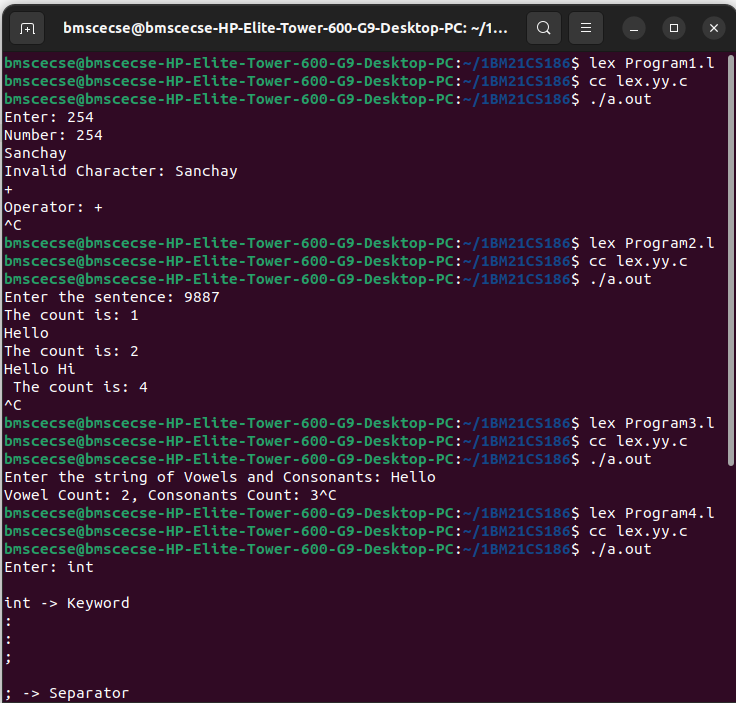 bmscecse@bmscecse-HP-Elite-Tower-600-G9-Desktop-PC: ~/1...
bmscecse@bmscecse-HP-Elite-Tower-600-G9-Desktop-PC:~/1BM21CS186$ lex Program1.l
bmscecse@bmscecse-HP-Elite-Tower-600-G9-Desktop-PC:~/1BM21CS186$ cc lex.yy.c
bmscecse@bmscecse-HP-Elite-Tower-600-G9-Desktop-PC:~/1BM21CS186$ ./a.out
Enter: 254
Number: 254
Sanchay
Invalid Character: Sanchay
+
Operator: +
^C
bmscecse@bmscecse-HP-Elite-Tower-600-G9-Desktop-PC:~/1BM21CS186$ lex Program2.l
bmscecse@bmscecse-HP-Elite-Tower-600-G9-Desktop-PC:~/1BM21CS186$ cc lex.yy.c
bmscecse@bmscecse-HP-Elite-Tower-600-G9-Desktop-PC:~/1BM21CS186$ ./a.out
Enter the sentence: 9887
The count is: 1
Hello
The count is: 2
Hello Hi
 The count is: 4
^C
bmscecse@bmscecse-HP-Elite-Tower-600-G9-Desktop-PC:~/1BM21CS186$ lex Program3.l
bmscecse@bmscecse-HP-Elite-Tower-600-G9-Desktop-PC:~/1BM21CS186$ cc lex.yy.c
bmscecse@bmscecse-HP-Elite-Tower-600-G9-Desktop-PC:~/1BM21CS186$ ./a.out
Enter the string of Vowels and Consonants: Hello
Vowel Count: 2, Consonants Count: 3^C
bmscecse@bmscecse-HP-Elite-Tower-600-G9-Desktop-PC:~/1BM21CS186$ lex Program4.l
bmscecse@bmscecse-HP-Elite-Tower-600-G9-Desktop-PC:~/1BM21CS186$ cc lex.yy.c
bmscecse@bmscecse-HP-Elite-Tower-600-G9-Desktop-PC:~/1BM21CS186$ ./a.out
Enter: int
int -> Keyword
:
:
;
; -> Separator